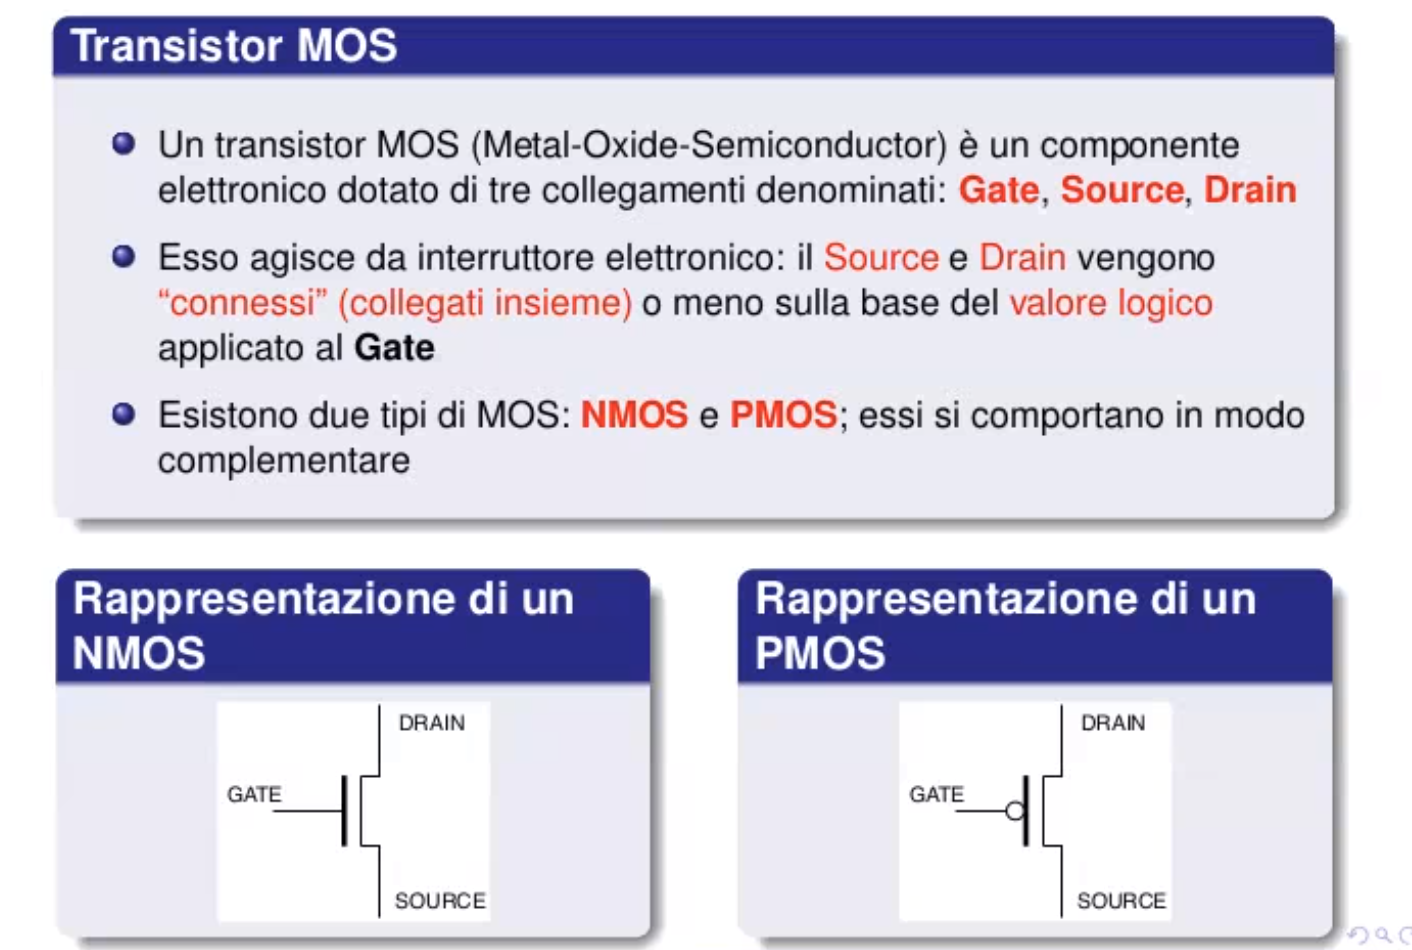 Transistor MOS
Un transistor MOS (Metal-Oxide-Semiconductor) è un componente
elettronico dotato di tre collegamenti denominati: Gate, Source, Drain
Esso agisce da interruttore elettronico: il Source e Drain vengono
“connessi” (collegati insieme) o meno sulla base del valore logico
applicato al Gate
Esistono due tipi di MOS: NMOS e PMOS; essi si comportano in modo
complementare
Rappresentazione di un
NMOS
DRAIN
GATE
SOURCE
Rappresentazione di un
PMOS
DRAIN
GATE
SOURCE